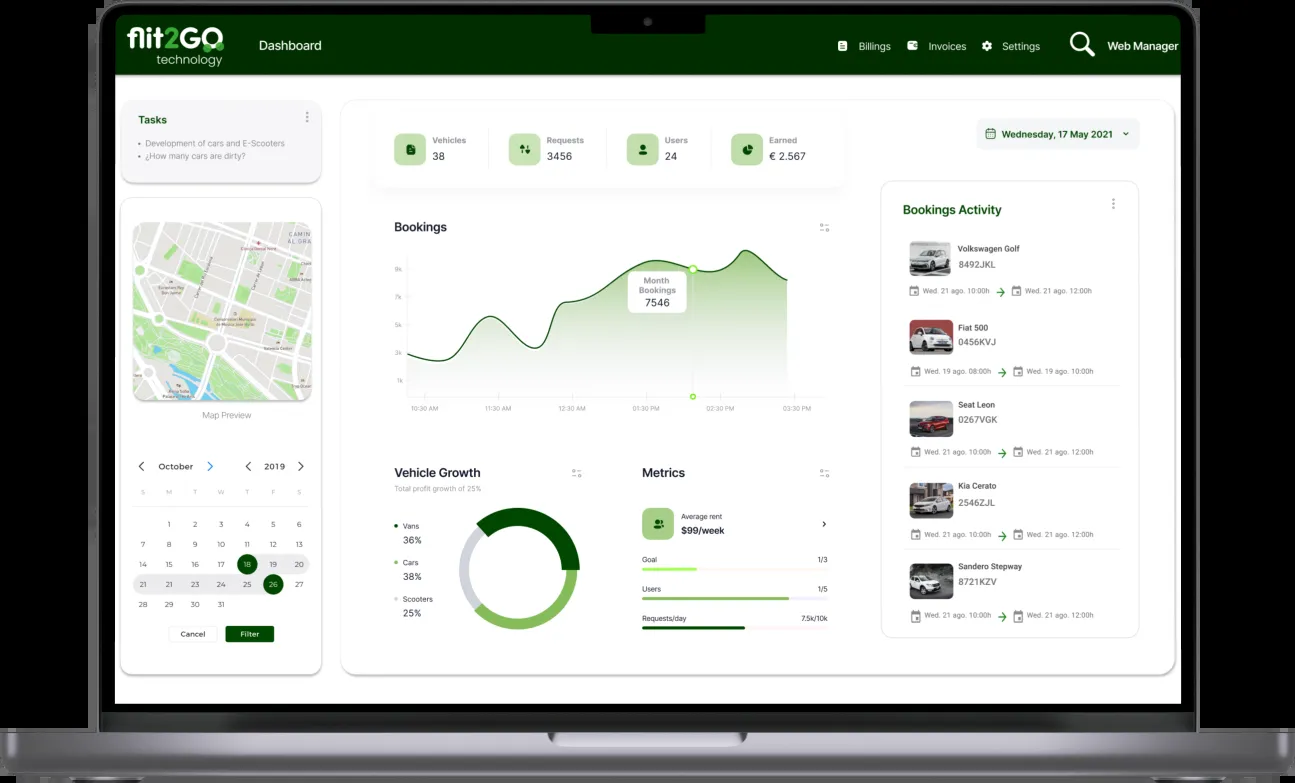 flit2GO
technology
Dashboard
Billings
Invoices
Settings
Web Manager
Tasks
• Development of cars and E-Scooters
• ¿How many cars are dirty?
CAMIN
AL GRA
Map Preview
October
2019
S M T W T F S
1 2 3 4 5 6
7 8 9 10 11 12 13
14 15 16 17 18 19 20
21 21 23 24 25 26 27
28 29 30 31
Cancel
Filter
Vehicles
38
Requests
3456
Users
24
Earned
€ 2.567
Wednesday, 17 May 2021
Bookings
9k
7k
5k
3k
1k
Month
Bookings
7546
10:30 AM
11:30 AM
12:30 AM
01:30 PM
02:30 PM
03:30 PM
Vehicle Growth
Total profit growth of 25%
Vans
36%
Cars
38%
Scooters
25%
Metrics
Average rent
$99/week
Goal
1/3
Users
1/5
Requests/day
7.5k/10k
Bookings Activity
Volkswagen Golf
8492JKL
Wed. 21 ago. 10:00h
Wed. 21 ago. 12:00h
Fiat 500
0456KVJ
Wed. 19 ago. 08:00h
Wed. 19 ago. 10:00h
Seat Leon
0267VGK
Wed. 21 ago. 10:00h
Wed. 21 ago. 12:00h
Kia Cerato
2546ZJL
Wed. 21 ago. 10:00h
Wed. 21 ago. 12:00h
Sandero Stepway
8721KZV
Wed. 21 ago. 10:00h
Wed. 21 ago. 12:00h